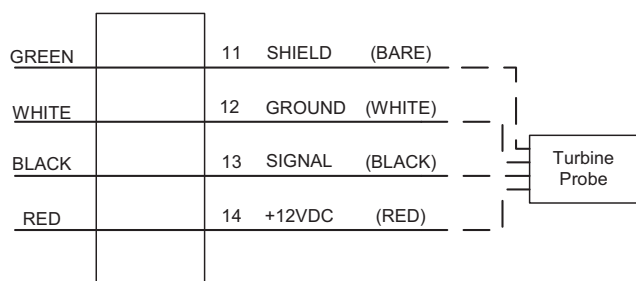 GREEN 11 SHIELD (BARE)
WHITE 12 GROUND (WHITE)
BLACK 13 SIGNAL (BLACK)
RED 14 +12VDC (RED)
Turbine
Probe